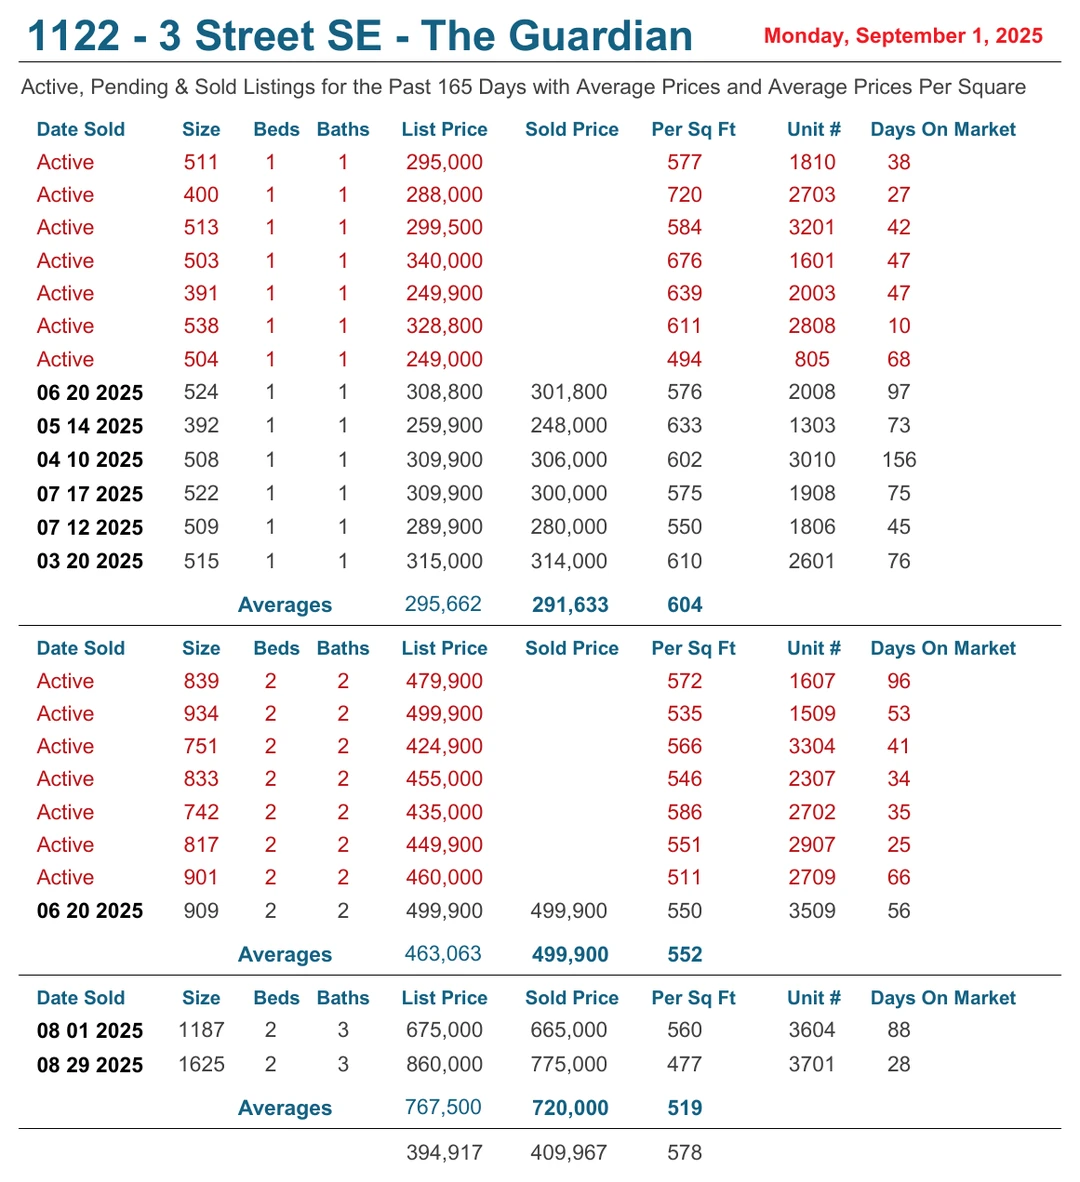 1122 - 3 Street SE - The Guardian Monday, September 1, 2025
Active, Pending & Sold Listings for the Past 165 Days with Average Prices and Average Prices Per Square
Date Sold Size Beds Baths List Price Sold Price Per Sq Ft Unit # Days On Market
Active 511 1 1 295,000 577 1810 38
Active 400 1 1 288,000 720 2703 27
Active 513 1 1 299,500 584 3201 42
Active 503 1 1 340,000 676 1601 47
Active 391 1 1 249,900 639 2003 47
Active 538 1 1 328,800 611 2808 10
Active 504 1 1 249,000 494 805 68
06 20 2025 524 1 1 308,800 301,800 576 2008 97
05 14 2025 392 1 1 259,900 248,000 633 1303 73
04 10 2025 508 1 1 309,900 306,000 602 3010 156
07 17 2025 522 1 1 309,900 300,000 575 1908 75
07 12 2025 509 1 1 289,900 280,000 550 1806 45
03 20 2025 515 1 1 315,000 314,000 610 2601 76
Averages 295,662 291,633 604
Date Sold Size Beds Baths List Price Sold Price Per Sq Ft Unit # Days On Market
Active 839 2 2 479,900 572 1607 96
Active 934 2 2 499,900 535 1509 53
Active 751 2 2 424,900 566 3304 41
Active 833 2 2 455,000 546 2307 34
Active 742 2 2 435,000 586 2702 35
Active 817 2 2 449,900 551 2907 25
Active 901 2 2 460,000 511 2709 66
06 20 2025 909 2 2 499,900 499,900 550 3509 56
Averages 463,063 499,900 552
Date Sold Size Beds Baths List Price Sold Price Per Sq Ft Unit # Days On Market
08 01 2025 1187 2 3 675,000 665,000 560 3604 88
08 29 2025 1625 2 3 860,000 775,000 477 3701 28
Averages 767,500 720,000 519
394,917 409,967 578